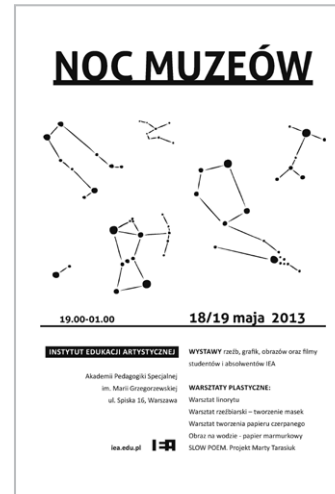 NOC MUZEÓW
19.00-01.00
18/19 maja 2013
INSTYTUT EDUKACJI ARTYSTYCZNEJ
Akademii Pedagogiki Specjalnej
im. Marii Grzegorzewskiej
ul. Spiska 16, Warszawa
iea.edu.pl IEA
WYSTAWY rzeźb, grafik, obrazów oraz filmy
studentów i absolwentów IEA
WARSZTATY PLASTYCZNE:
Warsztat linorytu
Warsztat rzeźbiarski – tworzenie masek
Warsztat tworzenia papieru czerpanego
Obraz na wodzie - papier marmurkowy
SLOW POEM. Projekt Marty Tarasiuk